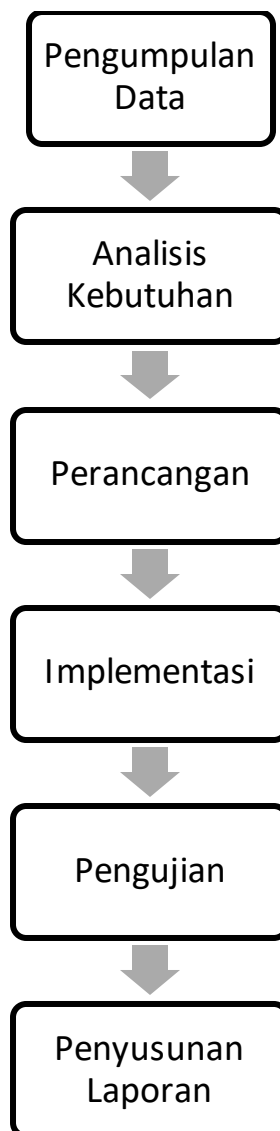 Pengumpulan
Data
Analisis
Kebutuhan
Perancangan
Implementasi
Pengujian
Penyusunan
Laporan